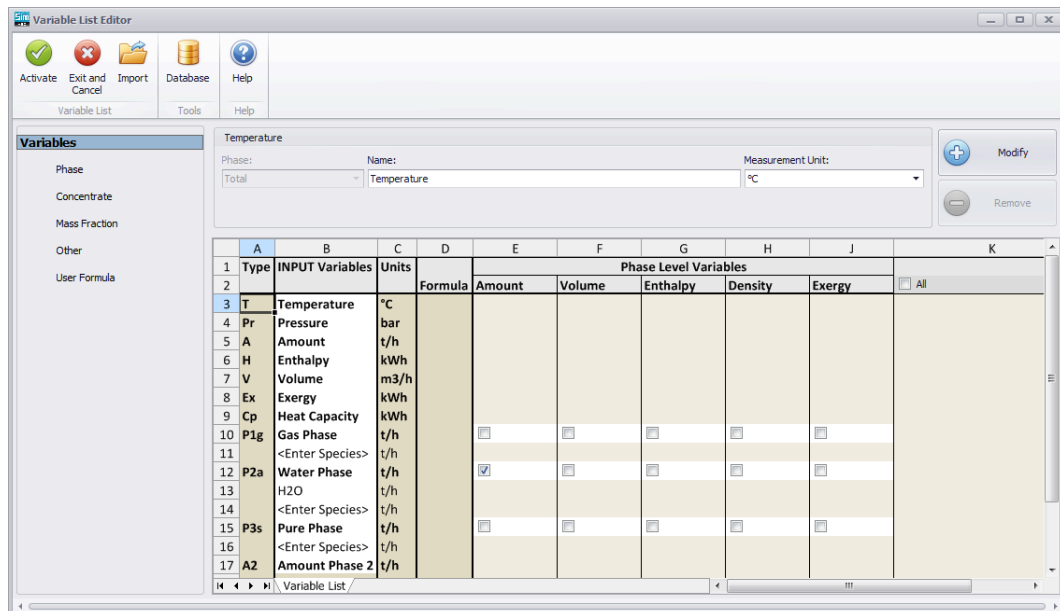 Sim
Variable List Editor
Activate Exit and Cancel Import Database Help
Variable List Tools Help
Variables
Phase
Concentrate
Mass Fraction
Other
User Formula
Temperature
Phase: Name: Measurement Unit:
Total Temperature °C
Modify
Remove
A B C D E F G H J K
1 Type INPUT Variables Units Phase Level Variables
2 Formula Amount Volume Enthalpy Density Exergy All
3 T Temperature °C
4 Pr Pressure bar
5 A Amount t/h
6 H Enthalpy kWh
7 V Volume m3/h
8 Ex Exergy kWh
9 Cp Heat Capacity kWh
10 P1g Gas Phase t/h
11 <Enter Species> t/h
12 P2a Water Phase t/h
13 H2O t/h
14 <Enter Species> t/h
15 P3s Pure Phase t/h
16 <Enter Species> t/h
17 A2 Amount Phase 2 t/h
Variable List